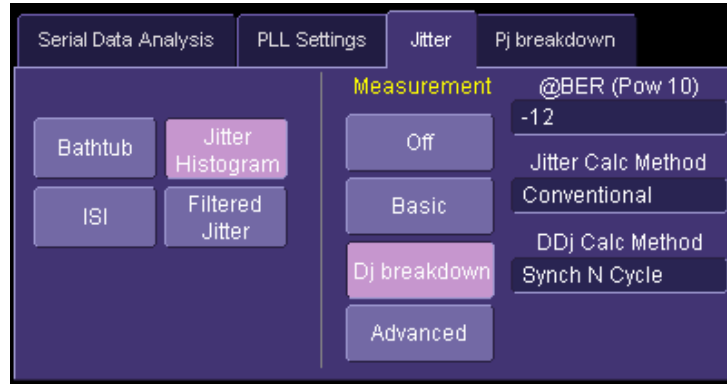 Serial Data Analysis
PLL Settings
Jitter
Pj breakdown
Bathtub
Jitter
Histogram
ISI
Filtered
Jitter
Measurement
Off
Basic
Dj breakdown
Advanced
@BER (Pow 10)
-12
Jitter Calc Method
Conventional
DDj Calc Method
Synch N Cycle